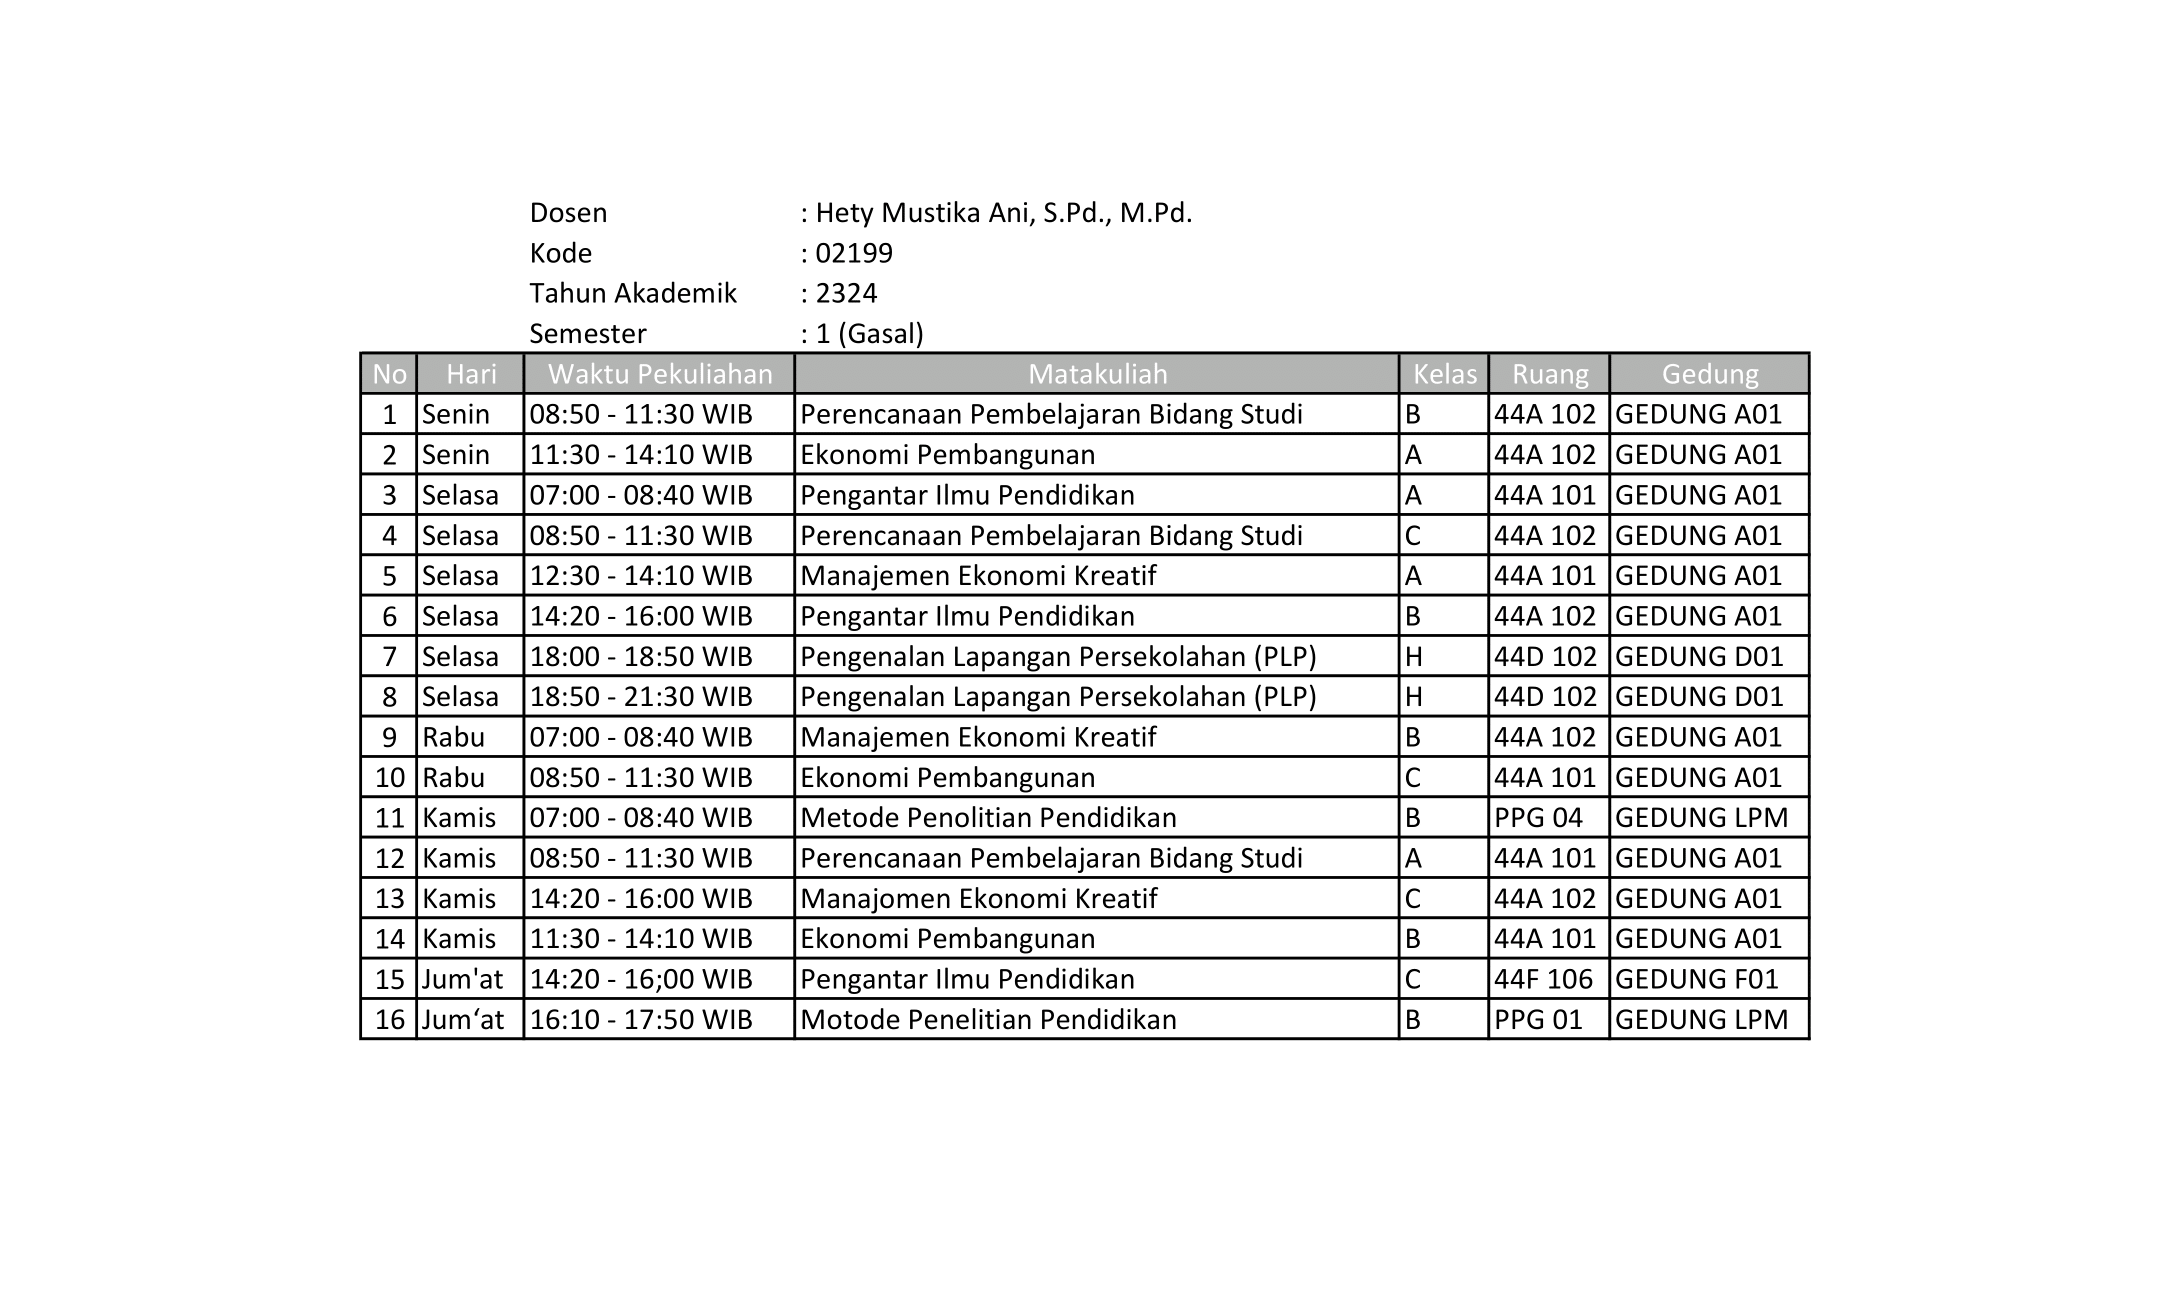 Dosen : Hety Mustika Ani, S.Pd., M.Pd.
Kode : 02199
Tahun Akademik : 2324
Semester : 1 (Gasal)
No Hari Waktu Pekuliahan Matakuliah Kelas Ruang Gedung
1 Senin 08:50 - 11:30 WIB Perencanaan Pembelajaran Bidang Studi B 44A 102 GEDUNG A01
2 Senin 11:30 - 14:10 WIB Ekonomi Pembangunan A 44A 102 GEDUNG A01
3 Selasa 07:00 - 08:40 WIB Pengantar Ilmu Pendidikan A 44A 101 GEDUNG A01
4 Selasa 08:50 - 11:30 WIB Perencanaan Pembelajaran Bidang Studi C 44A 102 GEDUNG A01
5 Selasa 12:30 - 14:10 WIB Manajemen Ekonomi Kreatif A 44A 101 GEDUNG A01
6 Selasa 14:20 - 16:00 WIB Pengantar Ilmu Pendidikan B 44A 102 GEDUNG A01
7 Selasa 18:00 - 18:50 WIB Pengenalan Lapangan Persekolahan (PLP) H 44D 102 GEDUNG D01
8 Selasa 18:50 - 21:30 WIB Pengenalan Lapangan Persekolahan (PLP) H 44D 102 GEDUNG D01
9 Rabu 07:00 - 08:40 WIB Manajemen Ekonomi Kreatif B 44A 102 GEDUNG A01
10 Rabu 08:50 - 11:30 WIB Ekonomi Pembangunan C 44A 101 GEDUNG A01
11 Kamis 07:00 - 08:40 WIB Metode Penolitian Pendidikan B PPG 04 GEDUNG LPM
12 Kamis 08:50 - 11:30 WIB Perencanaan Pembelajaran Bidang Studi A 44A 101 GEDUNG A01
13 Kamis 14:20 - 16:00 WIB Manajomen Ekonomi Kreatif C 44A 102 GEDUNG A01
14 Kamis 11:30 - 14:10 WIB Ekonomi Pembangunan B 44A 101 GEDUNG A01
15 Jum'at 14:20 - 16;00 WIB Pengantar Ilmu Pendidikan C 44F 106 GEDUNG F01
16 Jum‘at 16:10 - 17:50 WIB Motode Penelitian Pendidikan B PPG 01 GEDUNG LPM